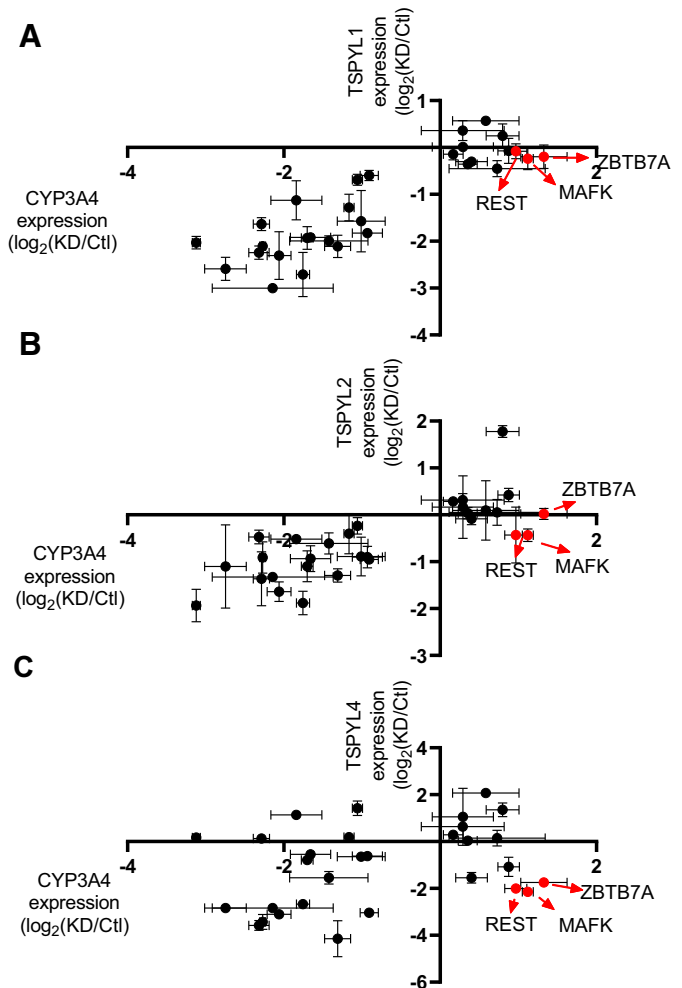 A
TSPYL1
expression
(log2(KD/Ctl)
1
-4
-2
2
ZBTB7A
MAFK
REST
CYP3A4
expression
(log2(KD/Ctl)
-1
-2
-3
-4
B
TSPYL2
expression
(log2(KD/Ctl)
2
1
ZBTB7A
-4
-2
2
REST
MAFK
CYP3A4
expression
(log2(KD/Ctl)
-1
-2
-3
C
TSPYL4
expression
(log2(KD/Ctl)
4
2
-4
-2
2
ZBTB7A
REST
MAFK
CYP3A4
expression
(log2(KD/Ctl)
-2
-4
-6